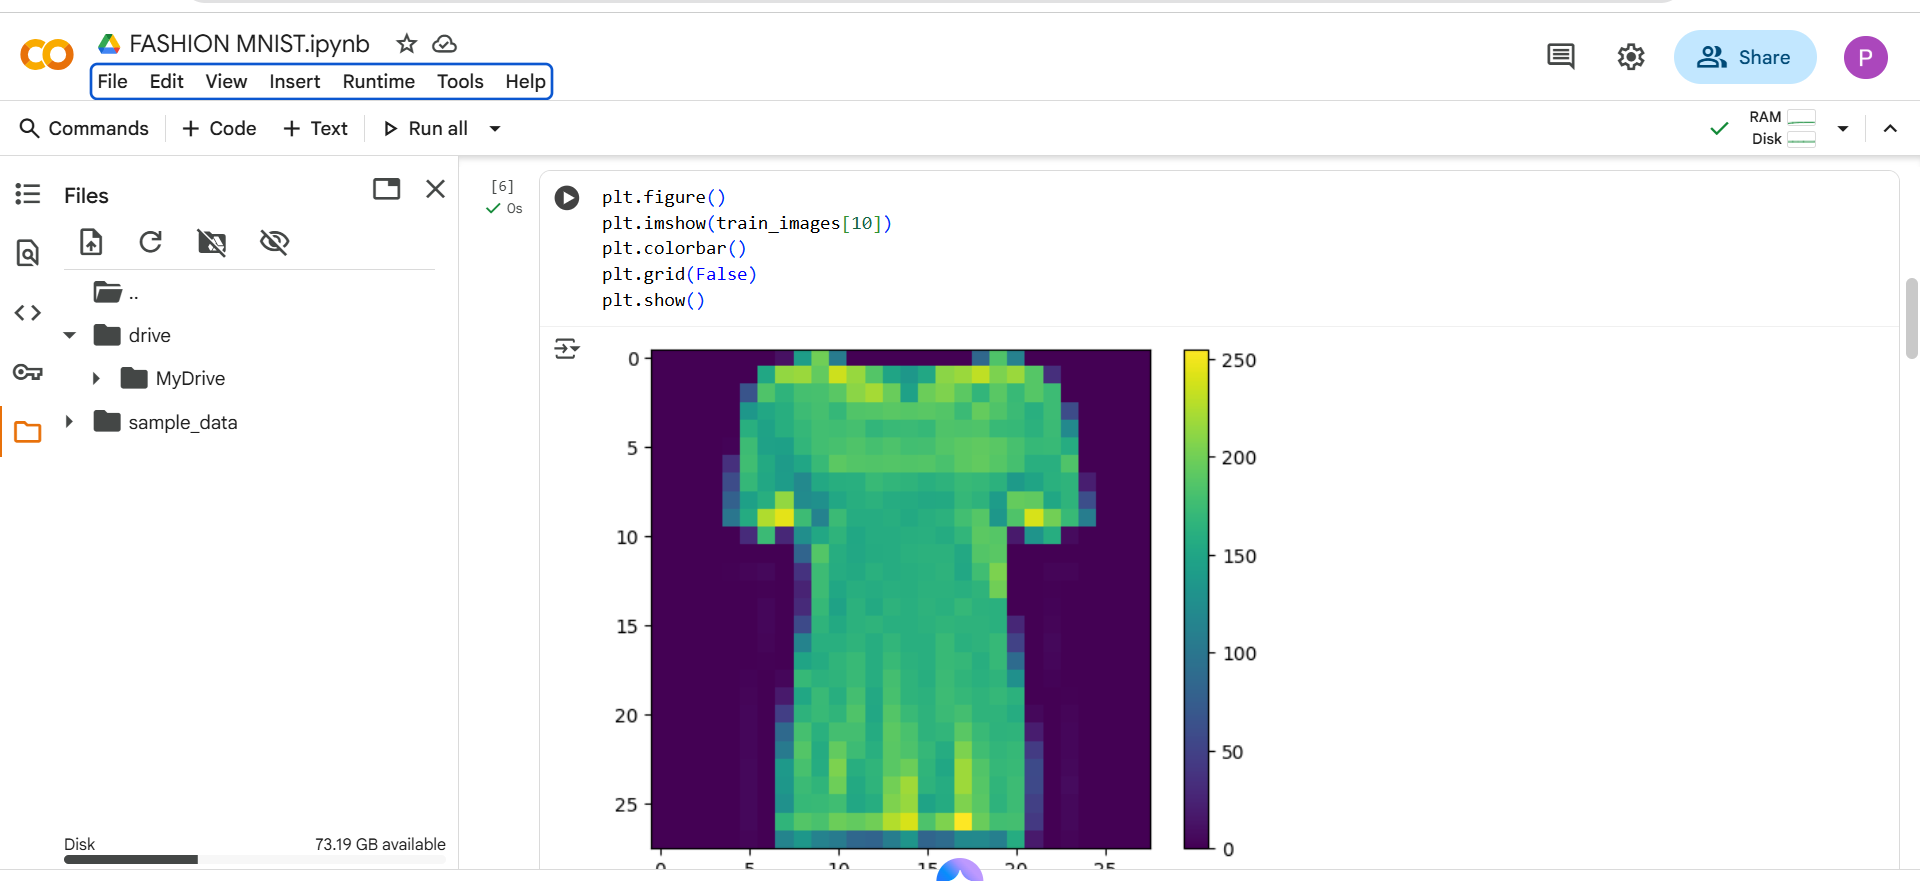 FASHION MNIST.ipynb
File Edit View Insert Runtime Tools Help
Share
P
Commands
+ Code + Text
Run all
RAM
Disk
Files
..
drive
MyDrive
sample_data
Disk 73.19 GB available
[6]
0s
plt.figure()
plt.imshow(train_images[10])
plt.colorbar()
plt.grid(False)
plt.show()
0
5
10
15
20
25
0 5 10 15 20 25
250
200
150
100
50
0